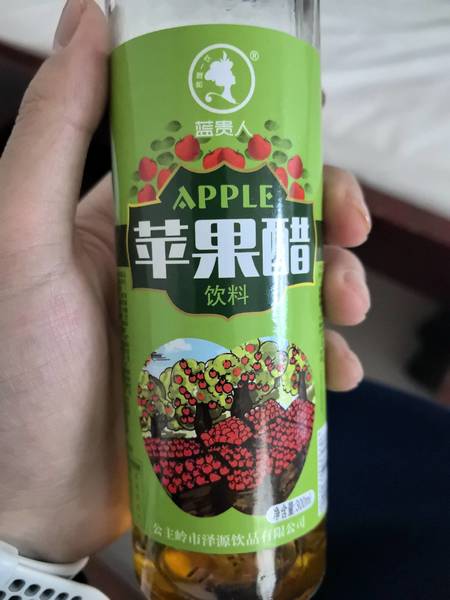 ®
蓝贵人
APPLE
苹果醋
饮料
净含量:300ml
公主岭市泽源饮品有限公司